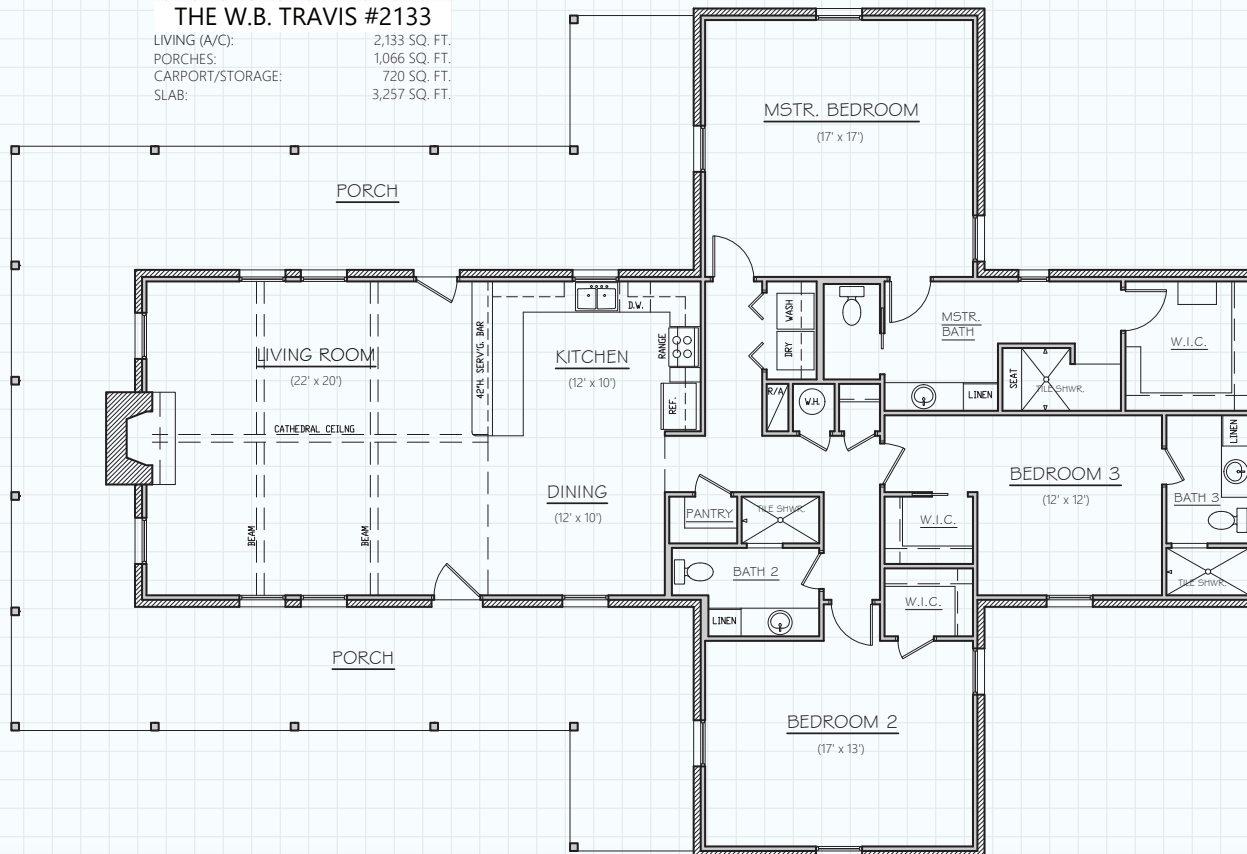 THE W.B. TRAVIS #2133
LIVING (A/C): 2,133 SQ. FT.
PORCHES: 1,066 SQ. FT.
CARPORT/STORAGE: 720 SQ. FT.
SLAB: 3,257 SQ. FT.
MSTR. BEDROOM
(17' x 17')
PORCH
WASH
DRY
MSTR.
BATH
W.I.C.
SEAT
TILE SHWR.
LINEN
LIVING ROOM
(22' x 20')
42"H. SERV'G. BAR
D.W.
RANGE
KITCHEN
(12' x 10')
REF.
R/A
W.H.
CATHEDRAL CEILNG
BEAM
BEAM
DINING
(12' x 10')
PANTRY
TILE SHWR.
BATH 2
LINEN
BEDROOM 3
(12' x 12')
W.I.C.
W.I.C.
LINEN
BATH 3
TILE SHWR.
PORCH
BEDROOM 2
(17' x 13')